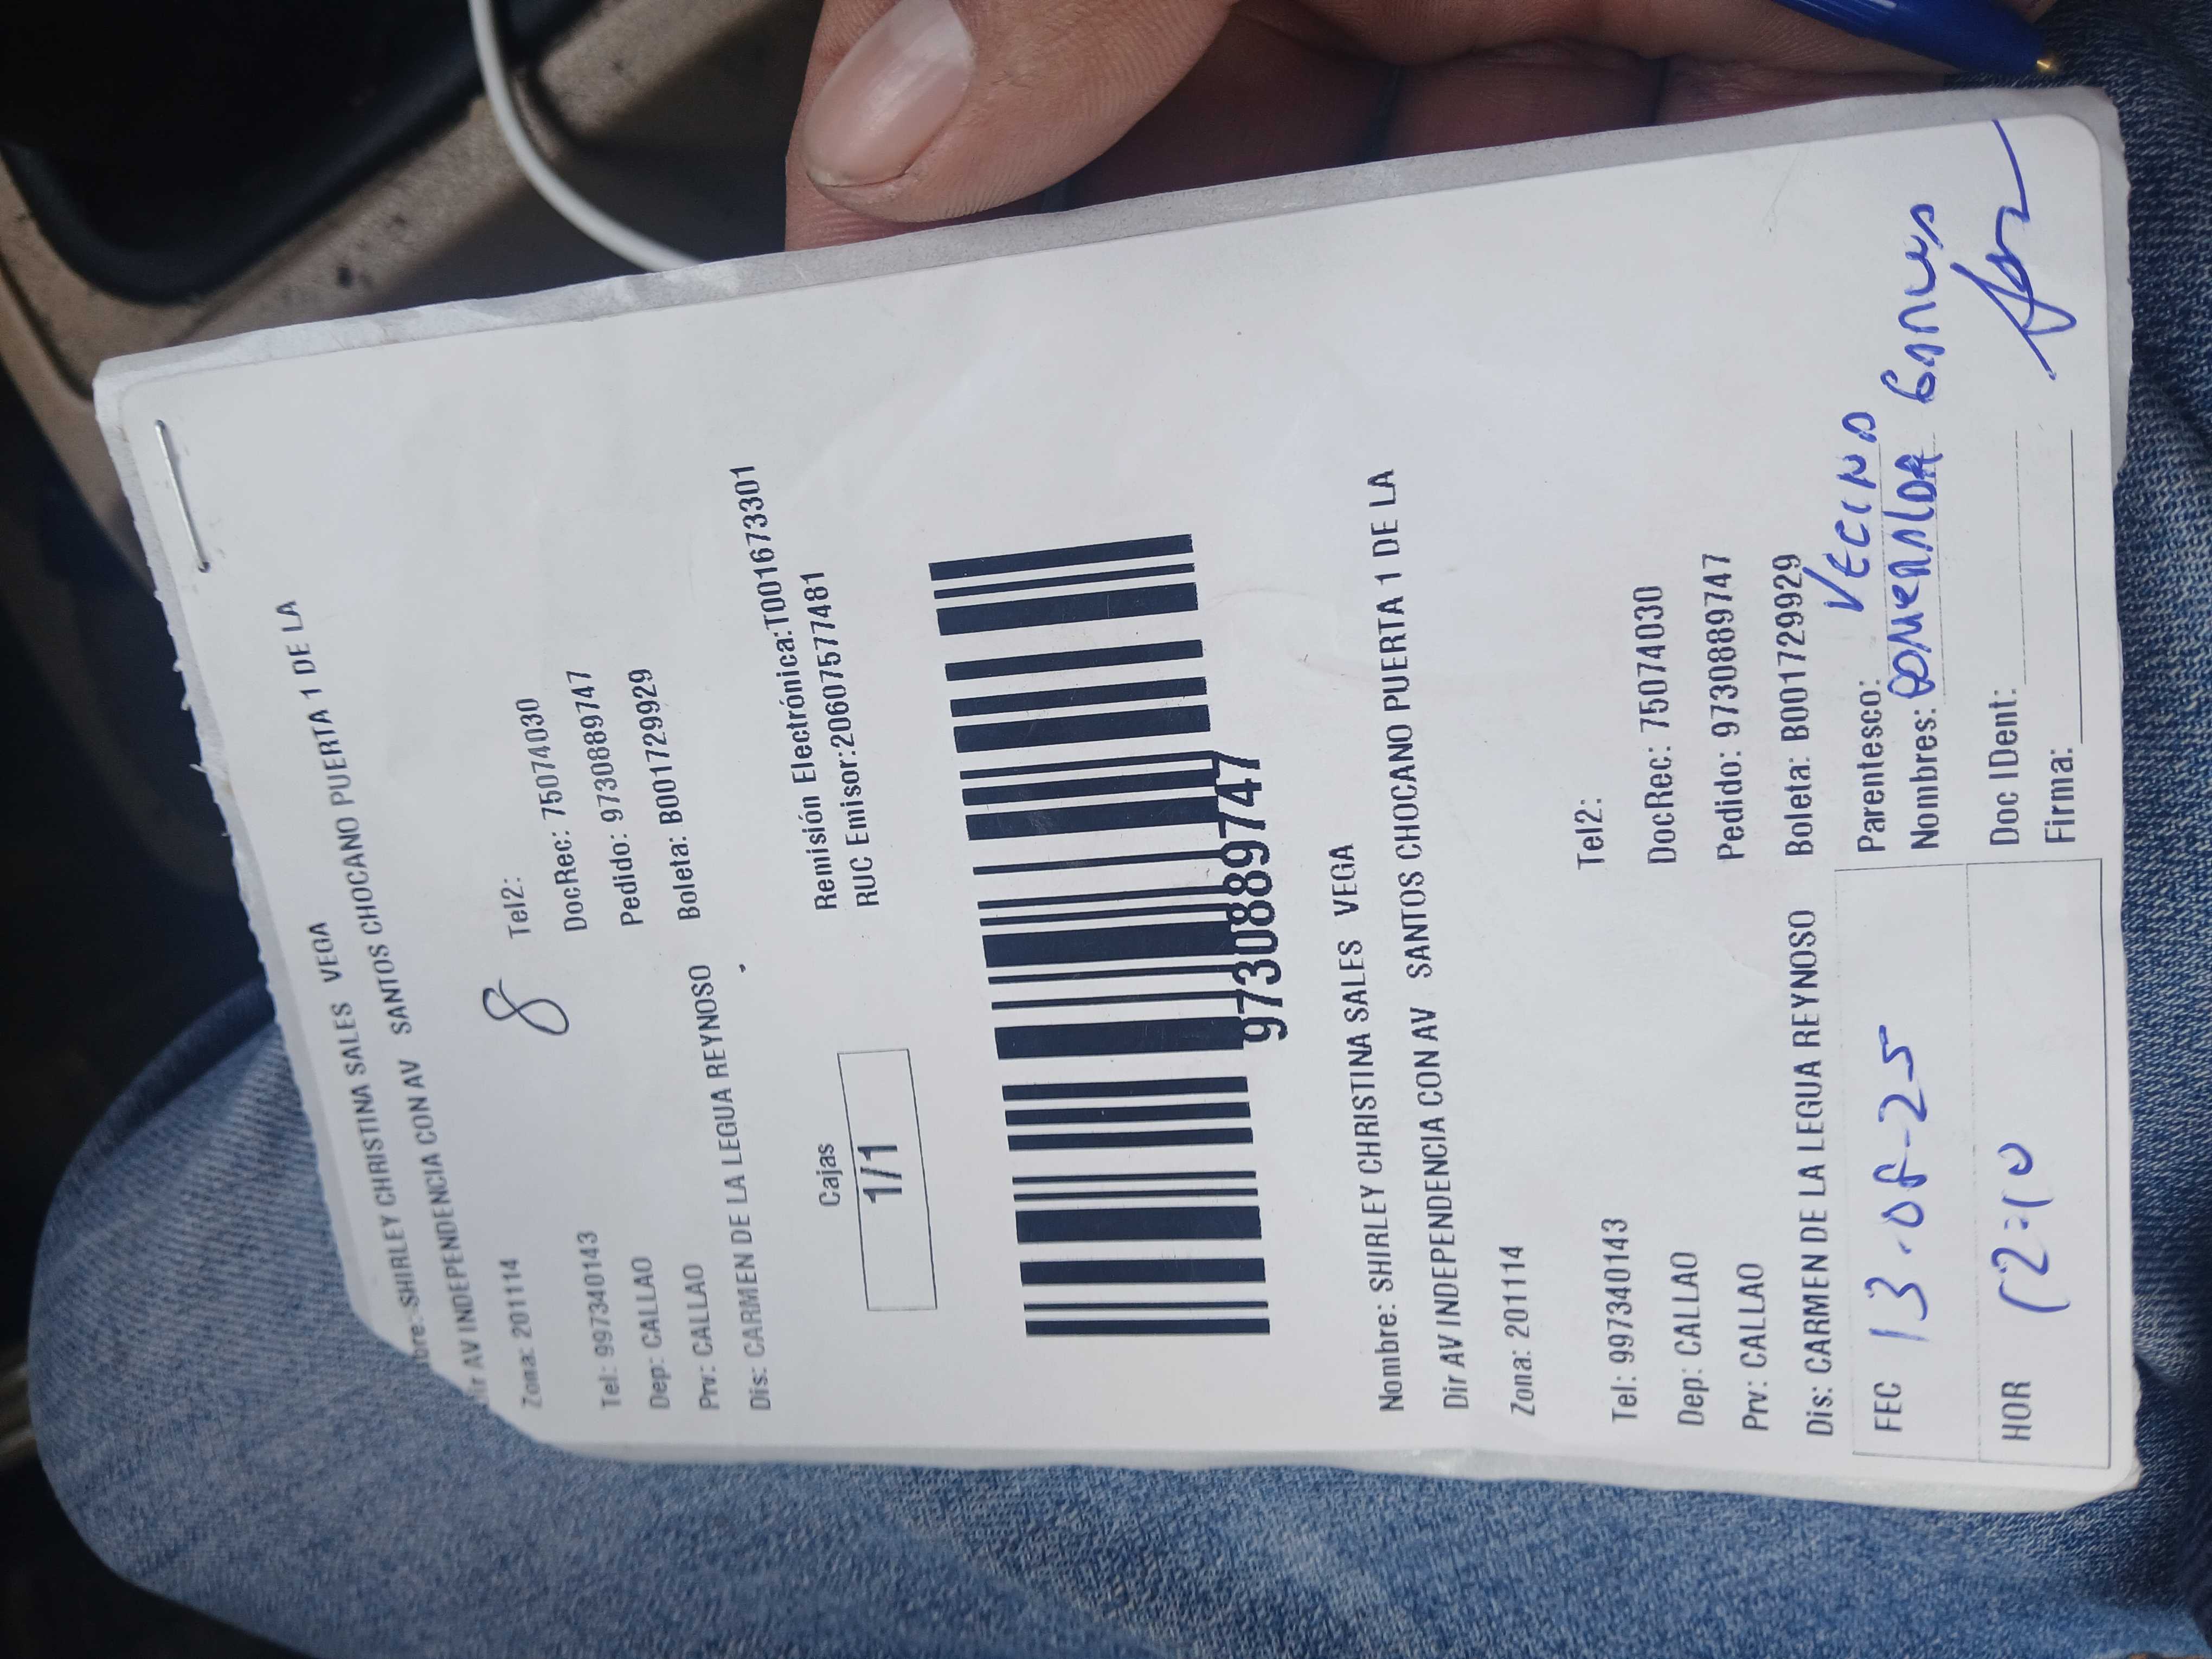 bre: SHIRLEY CHRISTINA SALES VEGA
ir AV INDEPENDENCIA CON AV SANTOS CHOCANO PUERTA 1 DE LA
Zona: 201114
8
Tel2:
Tel: 997340143
DocRec: 75074030
Dep: CALLAO
Pedido: 9730889747
Prv: CALLAO
Boleta: B001729929
Dis: CARMEN DE LA LEGUA REYNOSO
Remisión Electrónica:T001673301
RUC Emisor:20607577481
Cajas
1/1
9730889747
Nombre: SHIRLEY CHRISTINA SALES VEGA
Dir AV INDEPENDENCIA CON AV SANTOS CHOCANO PUERTA 1 DE LA
Zona: 201114
Tel2:
Tel: 997340143
DocRec: 75074030
Dep: CALLAO
Pedido: 9730889747
Prv: CALLAO
Boleta: B001729929
Dis: CARMEN DE LA LEGUA REYNOSO
FEC 13-08-25
Parentesco: VECINO
Nombres:
HOR 12:10
Doc IDent:
Firma: